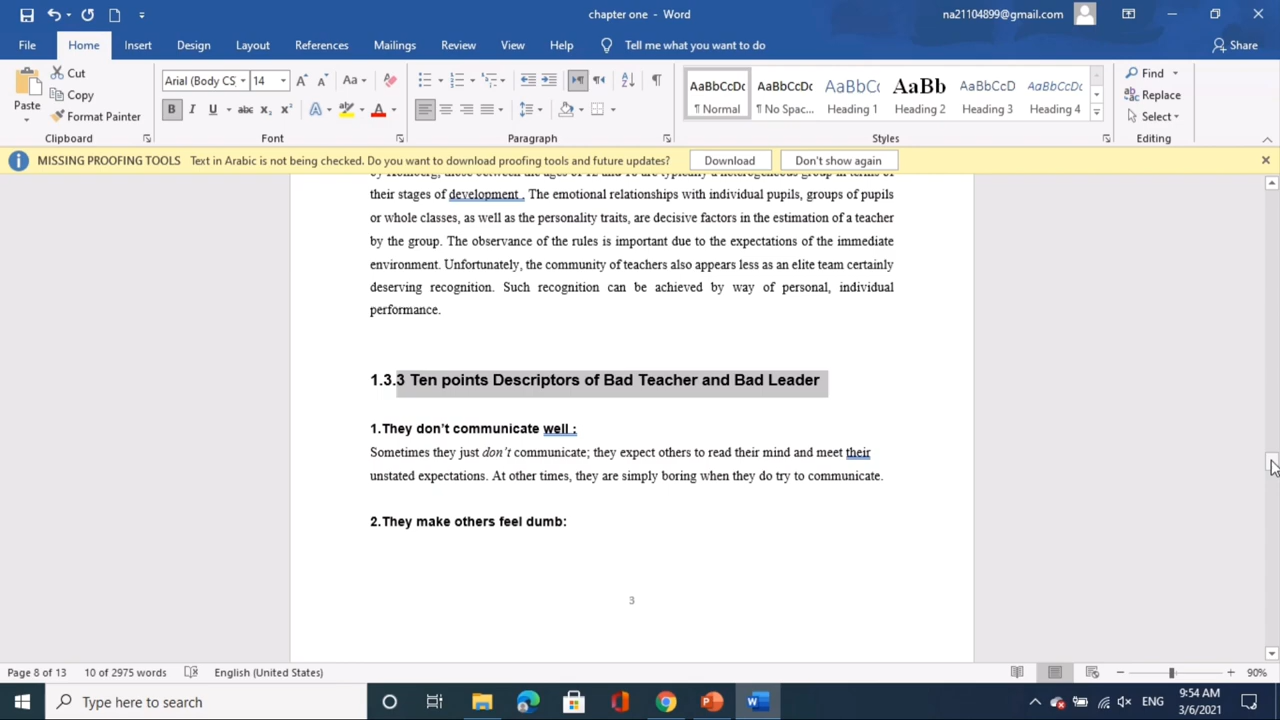 chapter one - Word
na21104899@gmail.com
File Home Insert Design Layout References Mailings Review View Help Tell me what you want to do Share
Paste
Cut
Copy
Format Painter
Clipboard
Arial (Body CS 14
Font
Paragraph
AaBbCcDc AaBbCcDc AaBbC AaBb AaBbCcD AaBbCcDc
¶ Normal ¶ No Spac... Heading 1 Heading 2 Heading 3 Heading 4
Styles
Find
Replace
Select
Editing
MISSING PROOFING TOOLS Text in Arabic is not being checked. Do you want to download proofing tools and future updates? Download Don't show again
their stages of development . The emotional relationships with individual pupils, groups of pupils
or whole classes, as well as the personality traits, are decisive factors in the estimation of a teacher
by the group. The observance of the rules is important due to the expectations of the immediate
environment. Unfortunately, the community of teachers also appears less as an elite team certainly
deserving recognition. Such recognition can be achieved by way of personal, individual
performance.
1.3.3 Ten points Descriptors of Bad Teacher and Bad Leader
1.They don't communicate well :
Sometimes they just don't communicate; they expect others to read their mind and meet their
unstated expectations. At other times, they are simply boring when they do try to communicate.
2.They make others feel dumb:
3
Page 8 of 13 10 of 2975 words English (United States) 90%
Type here to search
ENG
9:54 AM
3/6/2021